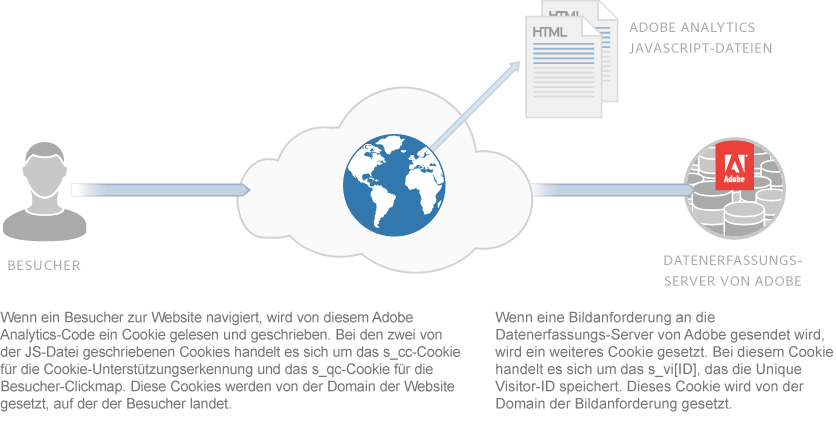 HTML
HTML
ADOBE ANALYTICS
JAVASCRIPT-DATEIEN
Adobe
BESUCHER
DATENERFASSUNGS-
SERVER VON ADOBE
Wenn ein Besucher zur Website navigiert, wird von diesem Adobe
Analytics-Code ein Cookie gelesen und geschrieben. Bei den zwei von
der JS-Datei geschriebenen Cookies handelt es sich um das s_cc-Cookie
für die Cookie-Unterstützungserkennung und das s_qc-Cookie für die
Besucher-Clickmap. Diese Cookies werden von der Domain der Website
gesetzt, auf der der Besucher landet.
Wenn eine Bildanforderung an die
Datenerfassungs-Server von Adobe gesendet wird,
wird ein weiteres Cookie gesetzt. Bei diesem Cookie
handelt es sich um das s_vi[ID], das die Unique
Visitor-ID speichert. Dieses Cookie wird von der
Domain der Bildanforderung gesetzt.